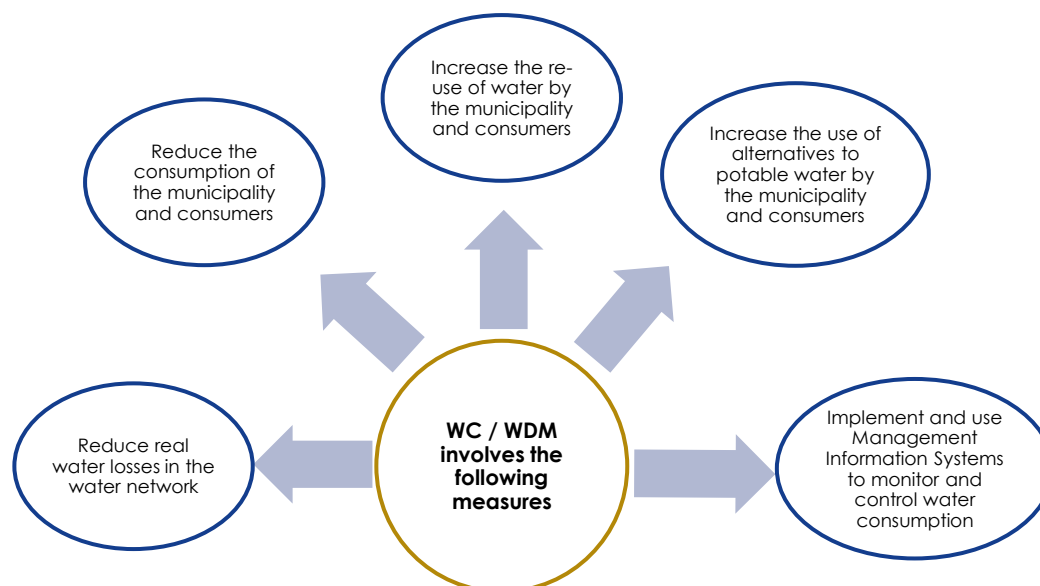 Increase the re-
use of water by
the municipality
and consumers
Reduce the
consumption of
the municipality
and consumers
Increase the use of
alternatives to
potable water by
the municipality
and consumers
Reduce real
water losses in the
water network
WC / WDM
involves the
following
measures
Implement and use
Management
Information Systems
to monitor and
control water
consumption